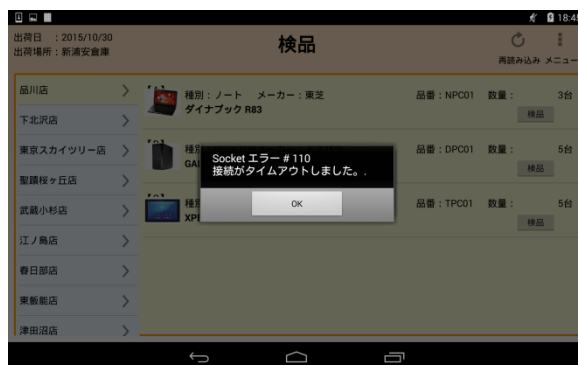 18:45
出荷日 :2015/10/30
出荷場所:新浦安倉庫
検品
再読み込み メニュー
品川店
下北沢店
東京スカイツリー店
聖蹟桜ヶ丘店
武蔵小杉店
江ノ島店
春日部店
東飯能店
津田沼店
種別:ノート メーカー:東芝
ダイナブック R83
品番:NPC01 数量: 3台
検品
種別
GAI
品番:DPC01 数量: 5台
検品
種別
XPE
品番:TPC01 数量: 5台
検品
Socket エラー # 110
接続がタイムアウトしました。.
OK